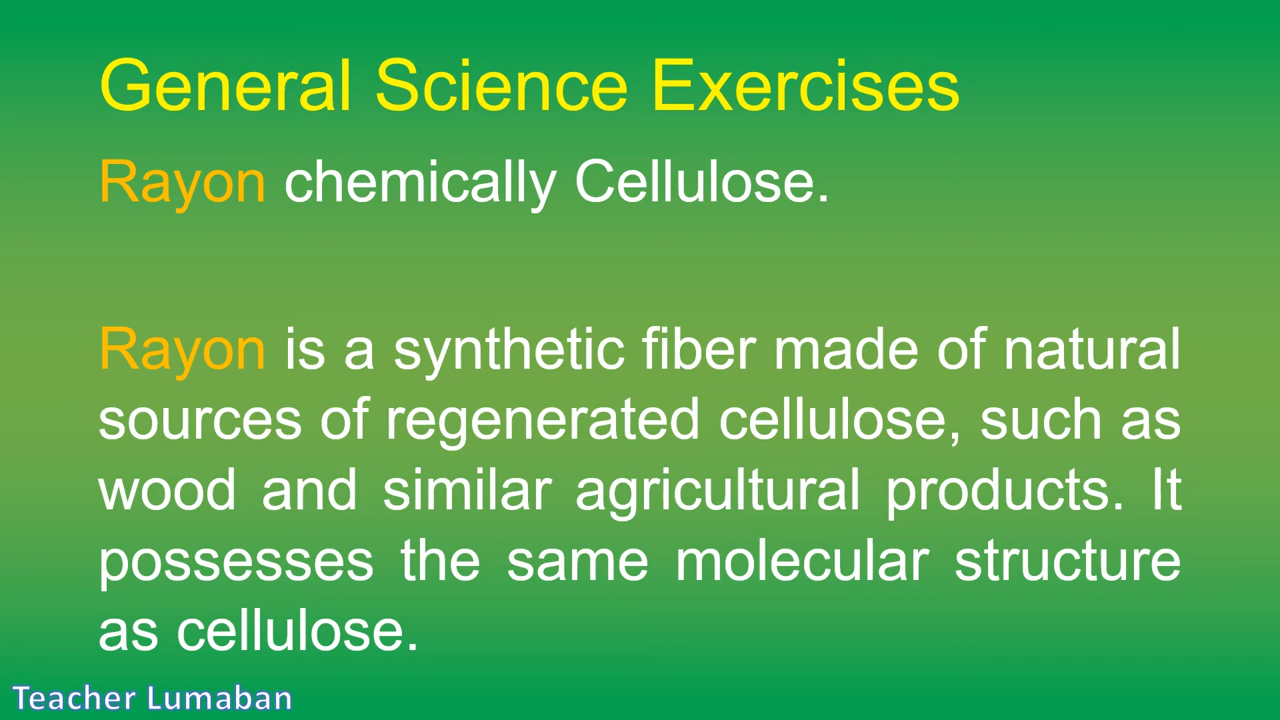 General Science Exercises
Rayon chemically Cellulose.
Rayon is a synthetic fiber made of natural
sources of regenerated cellulose, such as
wood and similar agricultural products. It
possesses the same molecular structure
as cellulose.
Teacher Lumaban